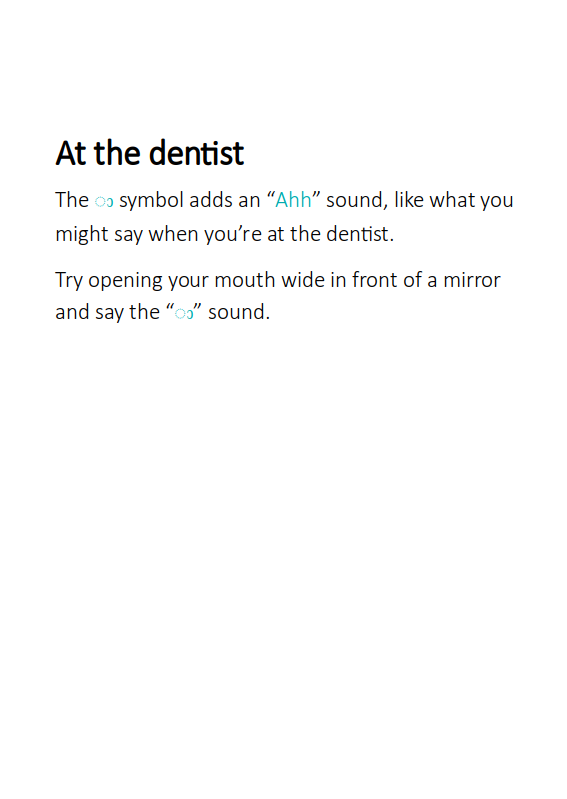 At the dentist
The ာ symbol adds an “Ahh” sound, like what you
might say when you’re at the dentist.
Try opening your mouth wide in front of a mirror
and say the “ာ” sound.